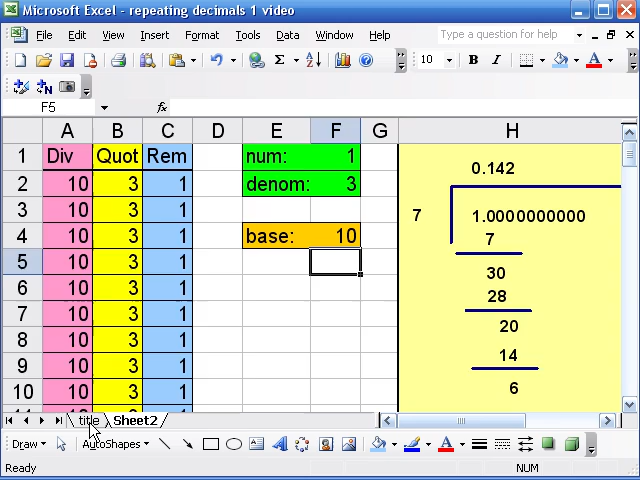 Microsoft Excel - repeating decimals 1 video
File Edit View Insert Format Tools Data Window Help Type a question for help
10 B I
F5 fx
A B C D E F G H
1 Div Quot Rem num: 1
2 10 3 1 denom: 3
3 10 3 1
4 10 3 1 base: 10
5 10 3 1
6 10 3 1
7 10 3 1
8 10 3 1
9 10 3 1
10 10 3 1
0.142
7 1.0000000000
7
30
28
20
14
6
title Sheet2
Draw AutoShapes
Ready NUM